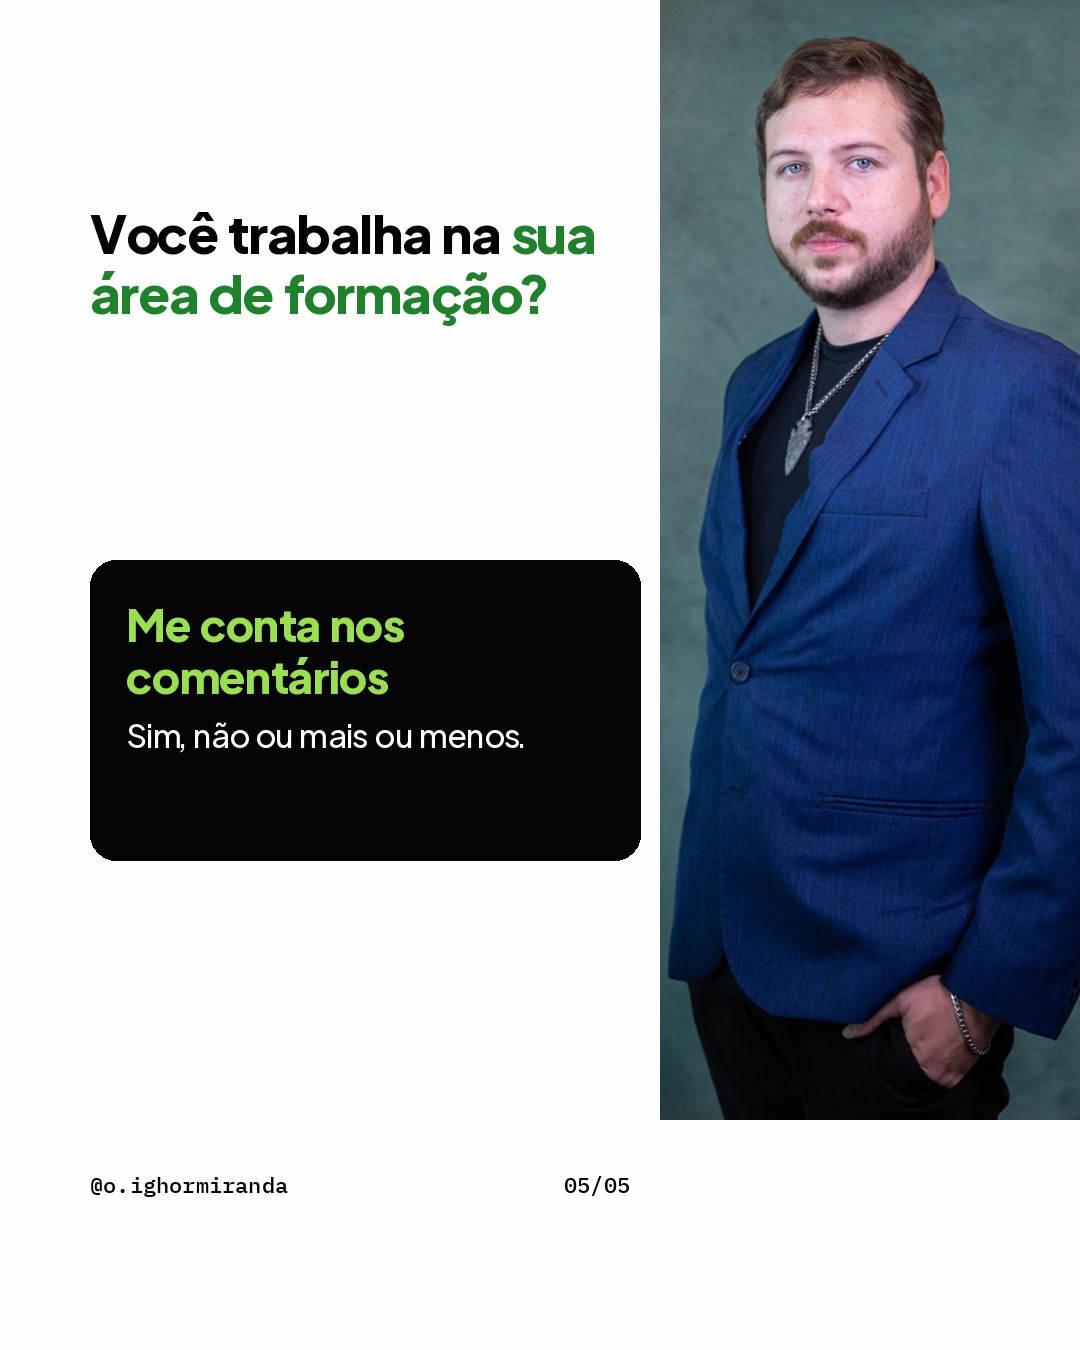 Você trabalha na sua
área de formação?
Me conta nos
comentários
Sim, não ou mais ou menos.
@o.ighormiranda
05/05